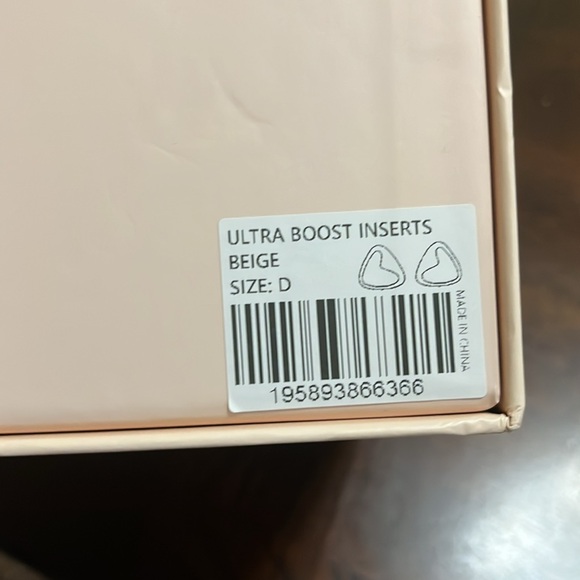 ULTRA BOOST INSERTS
BEIGE
SIZE: D
MADE IN CHINA
195893866366